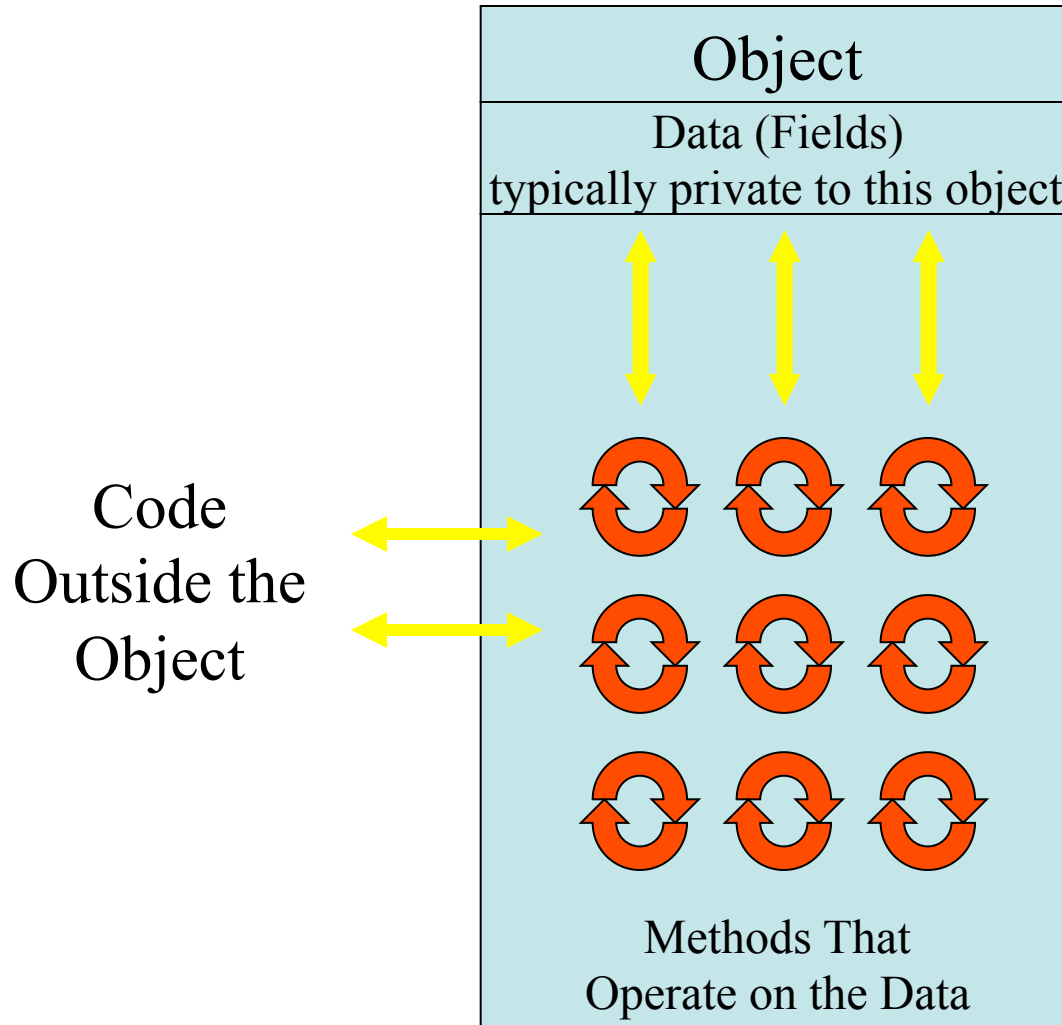 Object
Data (Fields)
typically private to this object
Code
Outside the
Object
Methods That
Operate on the Data